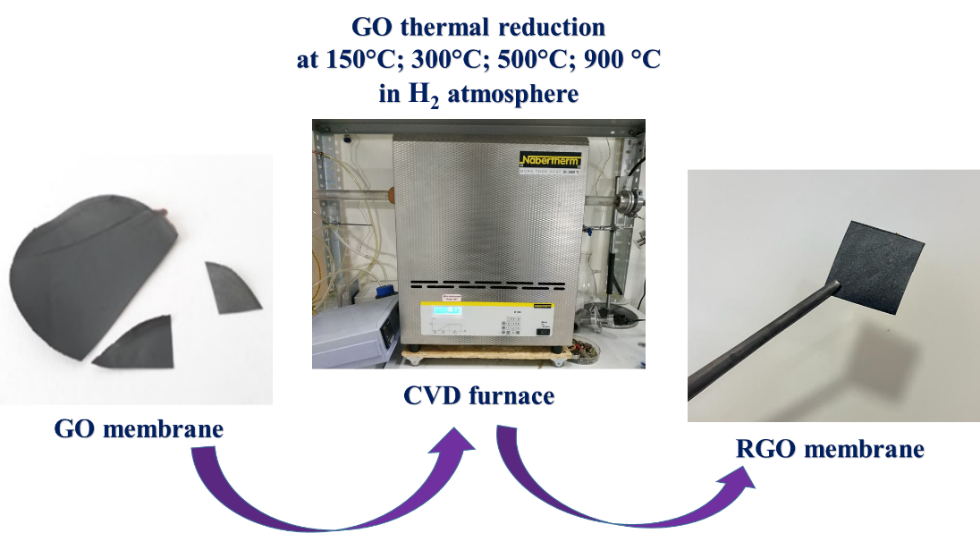 GO thermal reduction
at 150°C; 300°C; 500°C; 900 °C
in H₂ atmosphere
Nabertherm
GO membrane
CVD furnace
RGO membrane